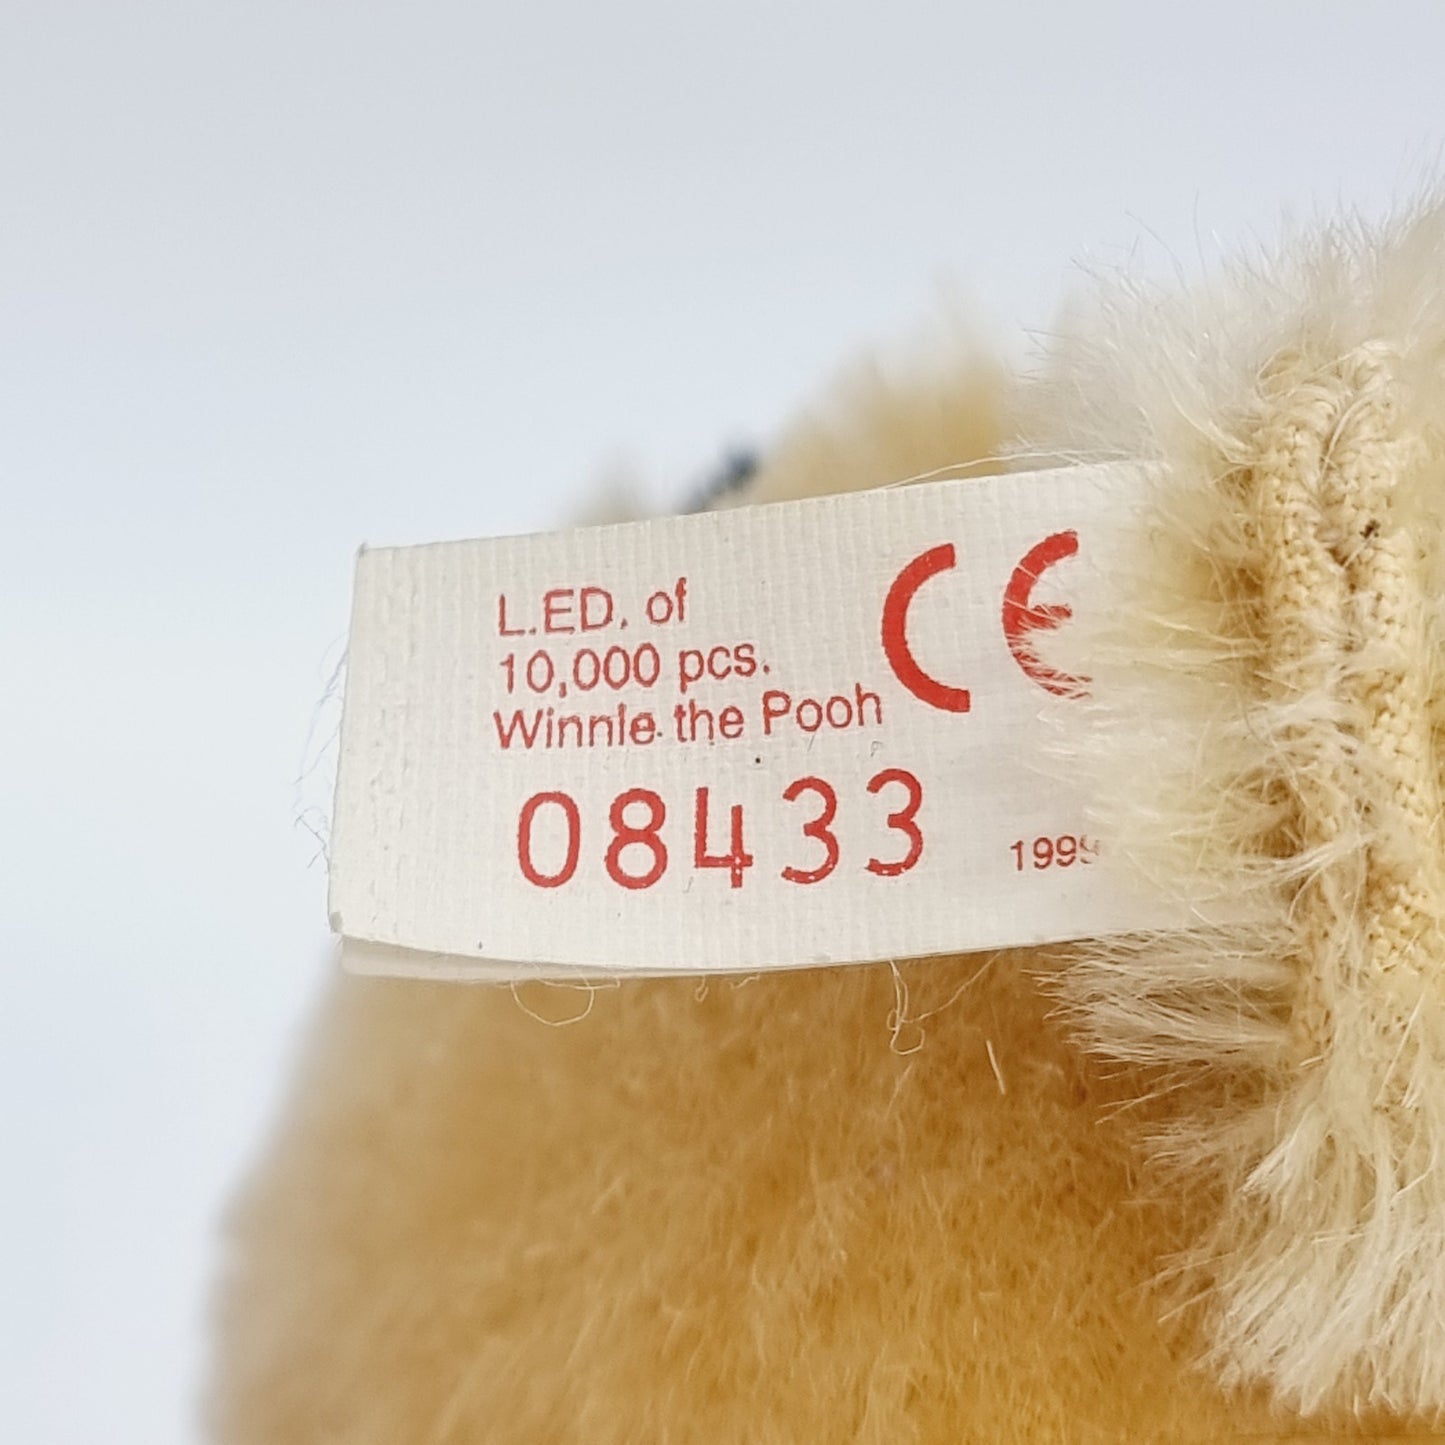 L.ED. of
10,000 pcs.
Winnie the Pooh
CE
08433